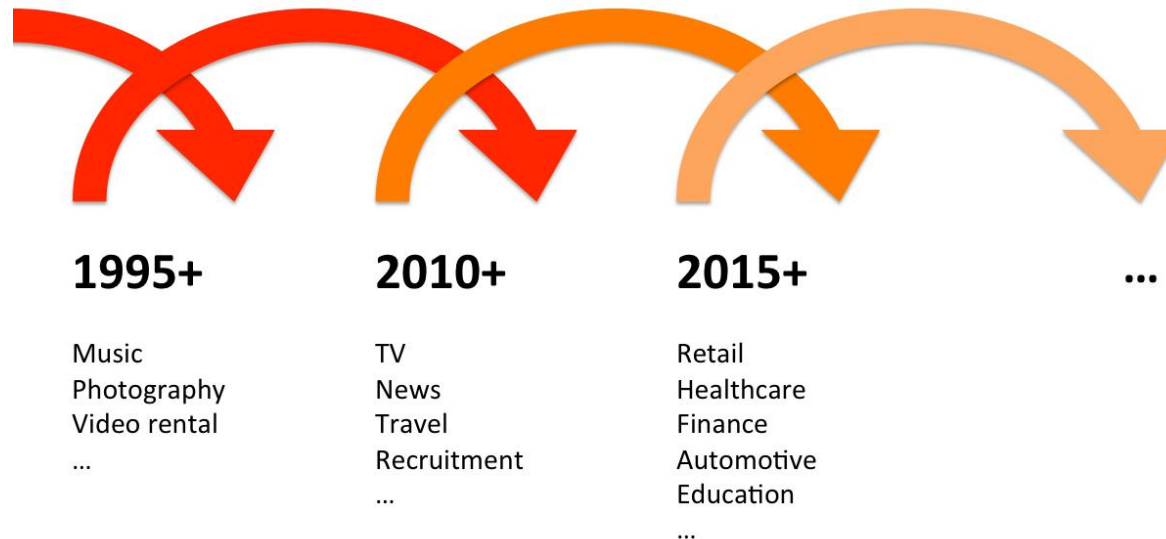 1995+
Music
Photography
Video rental
...
2010+
TV
News
Travel
Recruitment
...
2015+
Retail
Healthcare
Finance
Automotive
Education
...
...